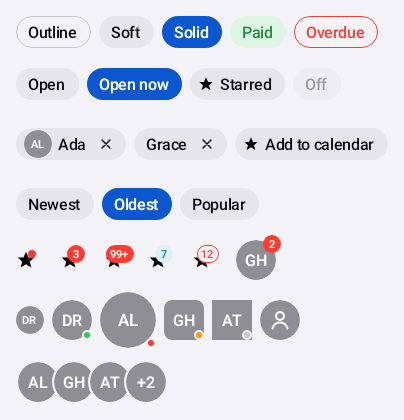 Outline Soft Solid Paid Overdue
Open Open now Starred Off
AL Ada Grace Add to calendar
Newest Oldest Popular
3 99+ 7 12 GH 2
DR DR AL GH AT
AL GH AT +2